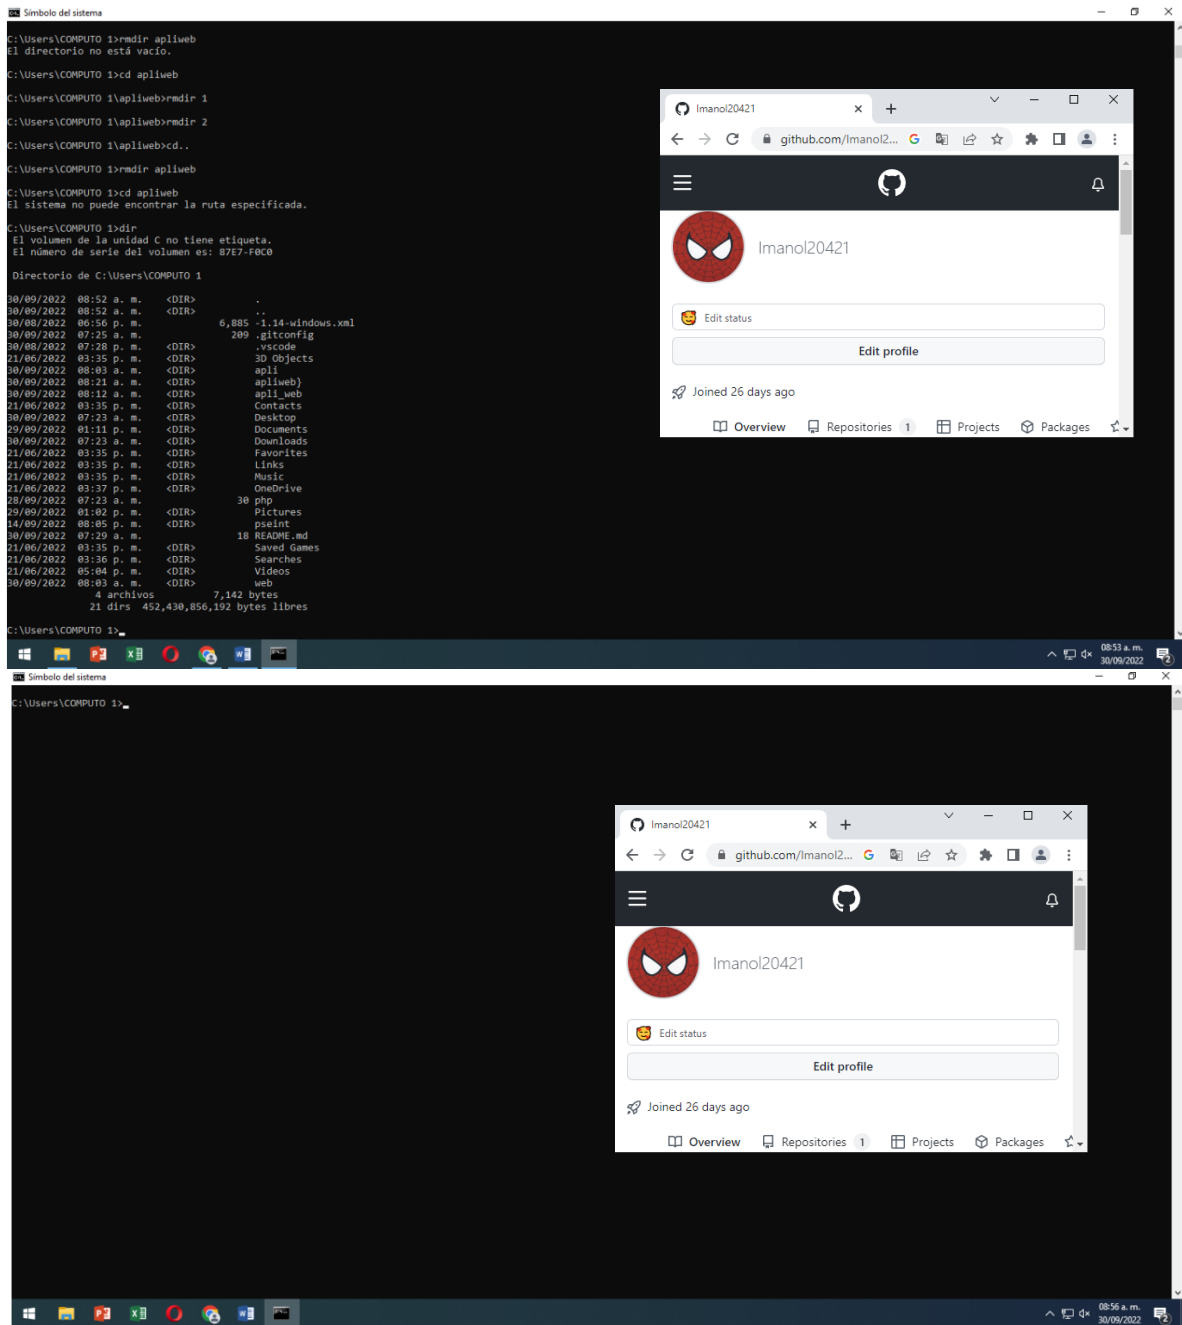 Símbolo del sistema
C:\Users\COMPUTO 1>rmdir apliweb
El directorio no está vacío.
C:\Users\COMPUTO 1>cd apliweb
C:\Users\COMPUTO 1\apliweb>rmdir 1
C:\Users\COMPUTO 1\apliweb>rmdir 2
C:\Users\COMPUTO 1\apliweb>cd..
C:\Users\COMPUTO 1>rmdir apliweb
C:\Users\COMPUTO 1>cd apliweb
El sistema no puede encontrar la ruta especificada.
C:\Users\COMPUTO 1>dir
El volumen de la unidad C no tiene etiqueta.
El número de serie del volumen es: 87E7-F0C0
Directorio de C:\Users\COMPUTO 1
30/09/2022 08:52 a. m. <DIR> .
30/09/2022 08:52 a. m. <DIR> ..
30/08/2022 06:56 p. m. 6,885 -1.14-windows.xml
30/09/2022 07:25 a. m. 209 .gitconfig
30/08/2022 07:28 p. m. <DIR> .vscode
21/06/2022 03:35 p. m. <DIR> 3D Objects
30/09/2022 08:03 a. m. <DIR> apli
30/09/2022 08:21 a. m. <DIR> apliweb}
30/09/2022 08:12 a. m. <DIR> apli_web
21/06/2022 03:35 p. m. <DIR> Contacts
30/09/2022 07:23 a. m. <DIR> Desktop
29/09/2022 01:11 p. m. <DIR> Documents
30/09/2022 07:23 a. m. <DIR> Downloads
21/06/2022 03:35 p. m. <DIR> Favorites
21/06/2022 03:35 p. m. <DIR> Links
21/06/2022 03:35 p. m. <DIR> Music
21/06/2022 03:37 p. m. <DIR> OneDrive
28/09/2022 07:23 a. m. 30 php
29/09/2022 01:02 p. m. <DIR> Pictures
14/09/2022 08:05 p. m. <DIR> pseint
30/09/2022 07:29 a. m. 18 README.md
21/06/2022 03:35 p. m. <DIR> Saved Games
21/06/2022 03:36 p. m. <DIR> Searches
21/06/2022 05:04 p. m. <DIR> Videos
30/09/2022 08:03 a. m. <DIR> web
4 archivos 7,142 bytes
21 dirs 452,430,856,192 bytes libres
C:\Users\COMPUTO 1>_
Imanol20421
github.com/Imanol2...
Imanol20421
Edit status
Edit profile
Joined 26 days ago
Overview Repositories 1 Projects Packages
08:53 a. m.
30/09/2022
Símbolo del sistema
C:\Users\COMPUTO 1>_
Imanol20421
github.com/Imanol2...
Imanol20421
Edit status
Edit profile
Joined 26 days ago
Overview Repositories 1 Projects Packages
08:56 a. m.
30/09/2022